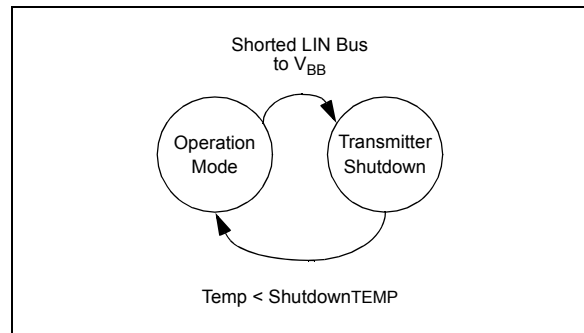 Shorted LIN Bus
to VBB
Operation
Mode
Transmitter
Shutdown
Temp < ShutdownTEMP